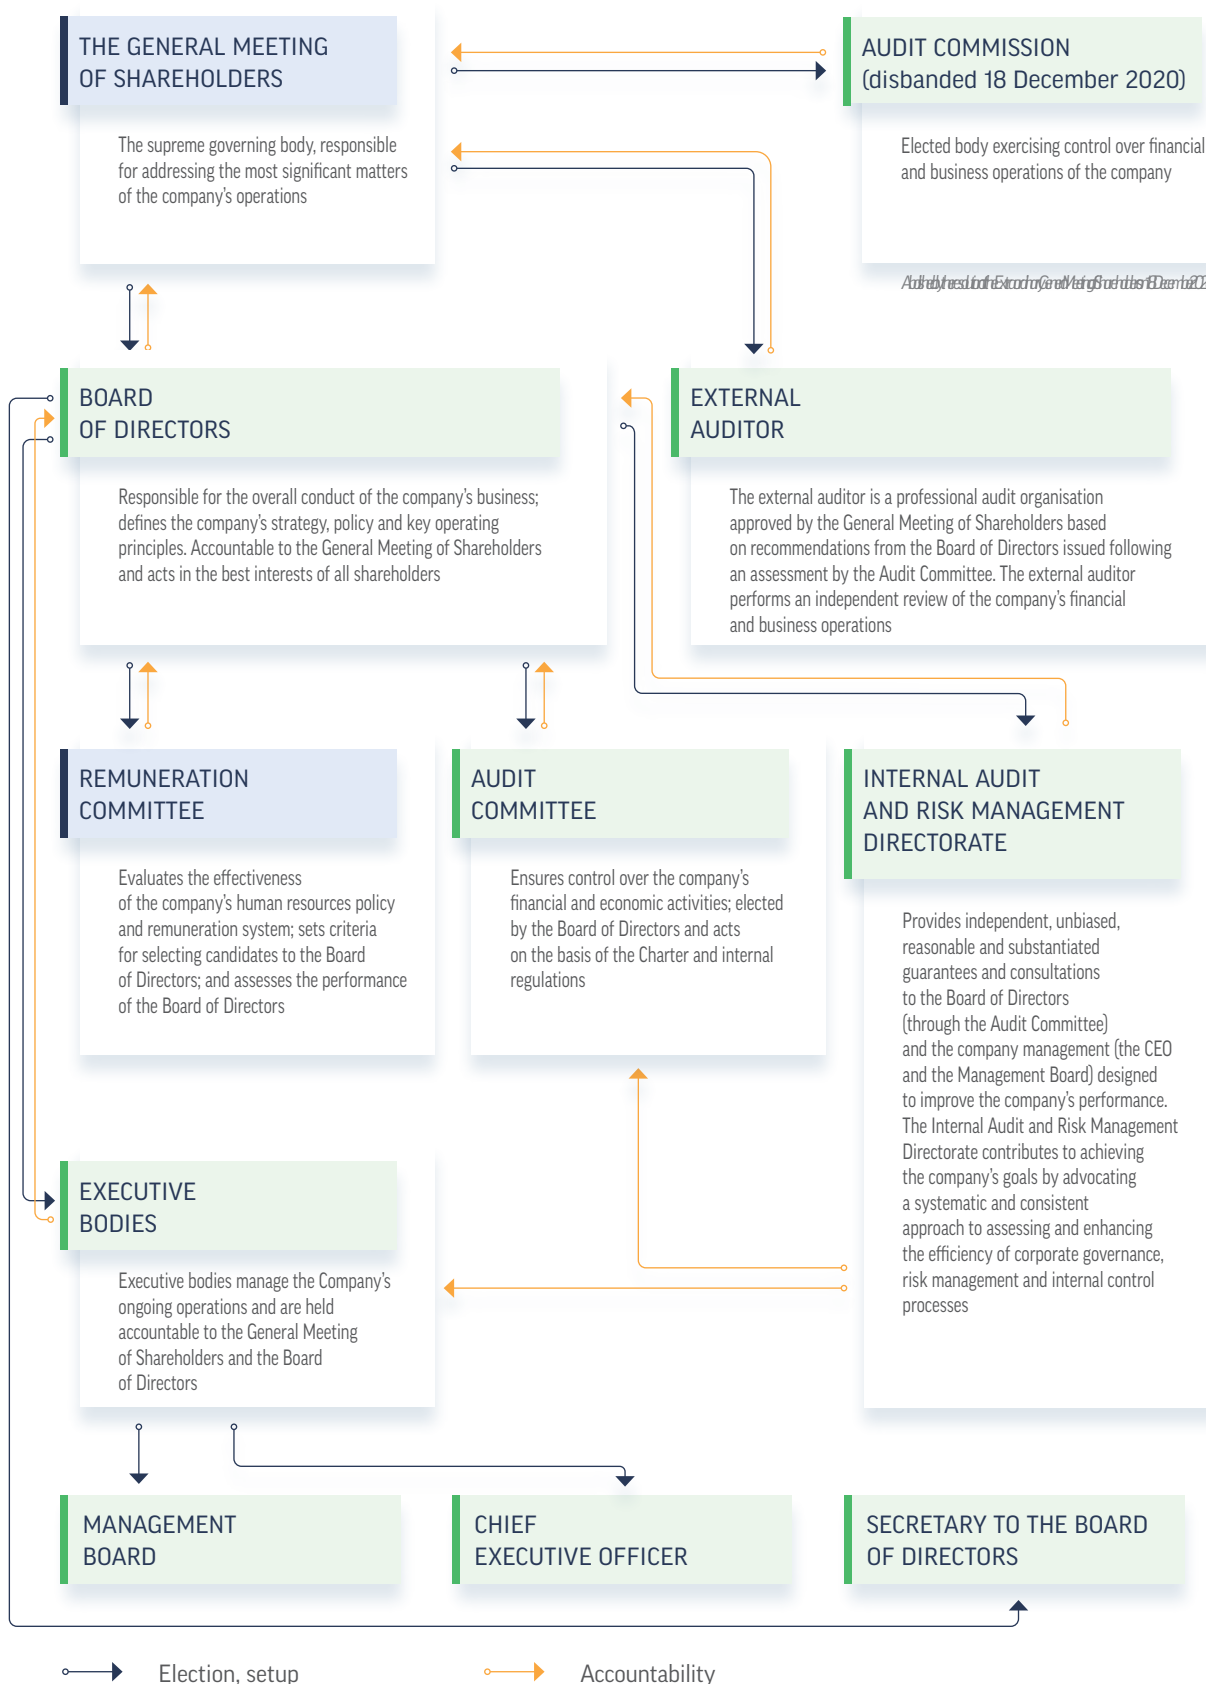 THE GENERAL MEETING
OF SHAREHOLDERS
The supreme governing body, responsible
for addressing the most significant matters
of the company's operations
AUDIT COMMISSION
(disbanded 18 December 2020)
Elected body exercising control over financial
and business operations of the company
BOARD
OF DIRECTORS
Responsible for the overall conduct of the company's business;
defines the company's strategy, policy and key operating
principles. Accountable to the General Meeting of Shareholders
and acts in the best interests of all shareholders
EXTERNAL
AUDITOR
The external auditor is a professional audit organisation
approved by the General Meeting of Shareholders based
on recommendations from the Board of Directors issued following
an assessment by the Audit Committee. The external auditor
performs an independent review of the company's financial
and business operations
REMUNERATION
COMMITTEE
Evaluates the effectiveness
of the company's human resources policy
and remuneration system; sets criteria
for selecting candidates to the Board
of Directors; and assesses the performance
of the Board of Directors
AUDIT
COMMITTEE
Ensures control over the company's
financial and economic activities; elected
by the Board of Directors and acts
on the basis of the Charter and internal
regulations
INTERNAL AUDIT
AND RISK MANAGEMENT
DIRECTORATE
Provides independent, unbiased,
reasonable and substantiated
guarantees and consultations
to the Board of Directors
(through the Audit Committee)
and the company management (the CEO
and the Management Board) designed
to improve the company's performance.
The Internal Audit and Risk Management
Directorate contributes to achieving
the company's goals by advocating
a systematic and consistent
approach to assessing and enhancing
the efficiency of corporate governance,
risk management and internal control
processes
EXECUTIVE
BODIES
Executive bodies manage the Company's
ongoing operations and are held
accountable to the General Meeting
of Shareholders and the Board
of Directors
MANAGEMENT
BOARD
CHIEF
EXECUTIVE OFFICER
SECRETARY TO THE BOARD
OF DIRECTORS
Election, setup
Accountability